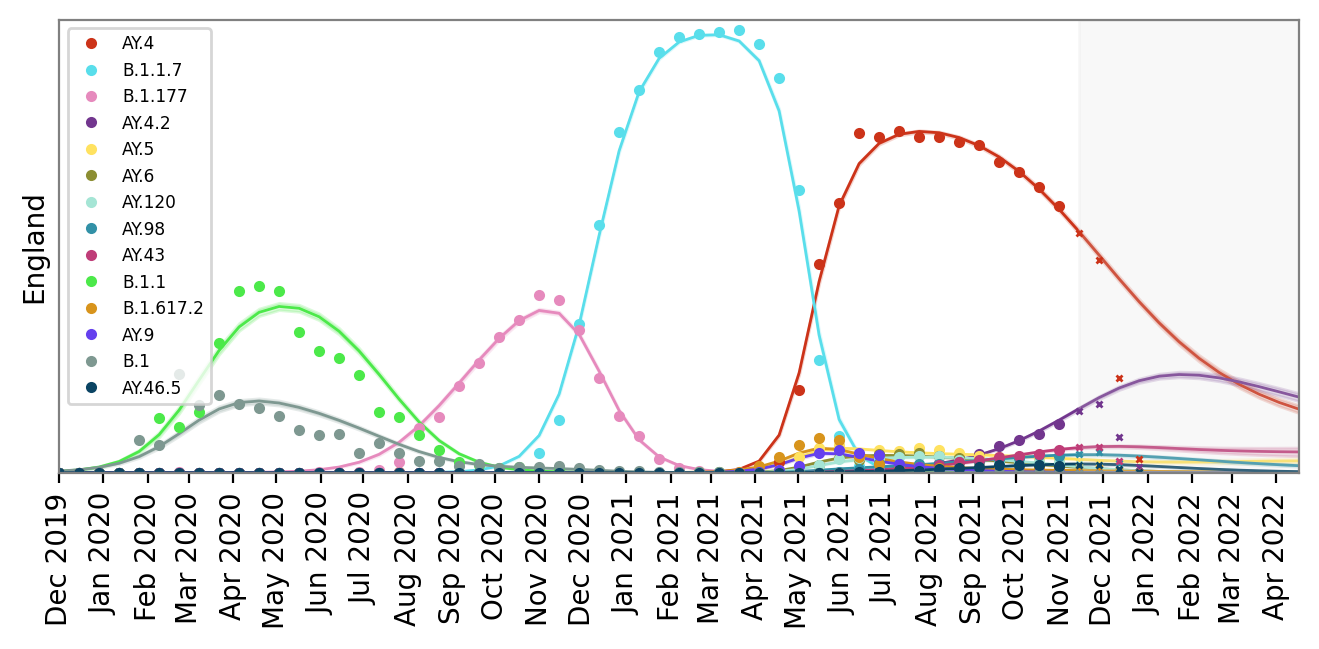 AY.4
B.1.1.7
B.1.177
AY.4.2
AY.5
AY.6
AY.120
AY.98
AY.43
B.1.1
B.1.617.2
AY.9
B.1
AY.46.5
England
Dec 2019
Jan 2020
Feb 2020
Mar 2020
Apr 2020
May 2020
Jun 2020
Jul 2020
Aug 2020
Sep 2020
Oct 2020
Nov 2020
Dec 2020
Jan 2021
Feb 2021
Mar 2021
Apr 2021
May 2021
Jun 2021
Jul 2021
Aug 2021
Sep 2021
Oct 2021
Nov 2021
Dec 2021
Jan 2022
Feb 2022
Mar 2022
Apr 2022